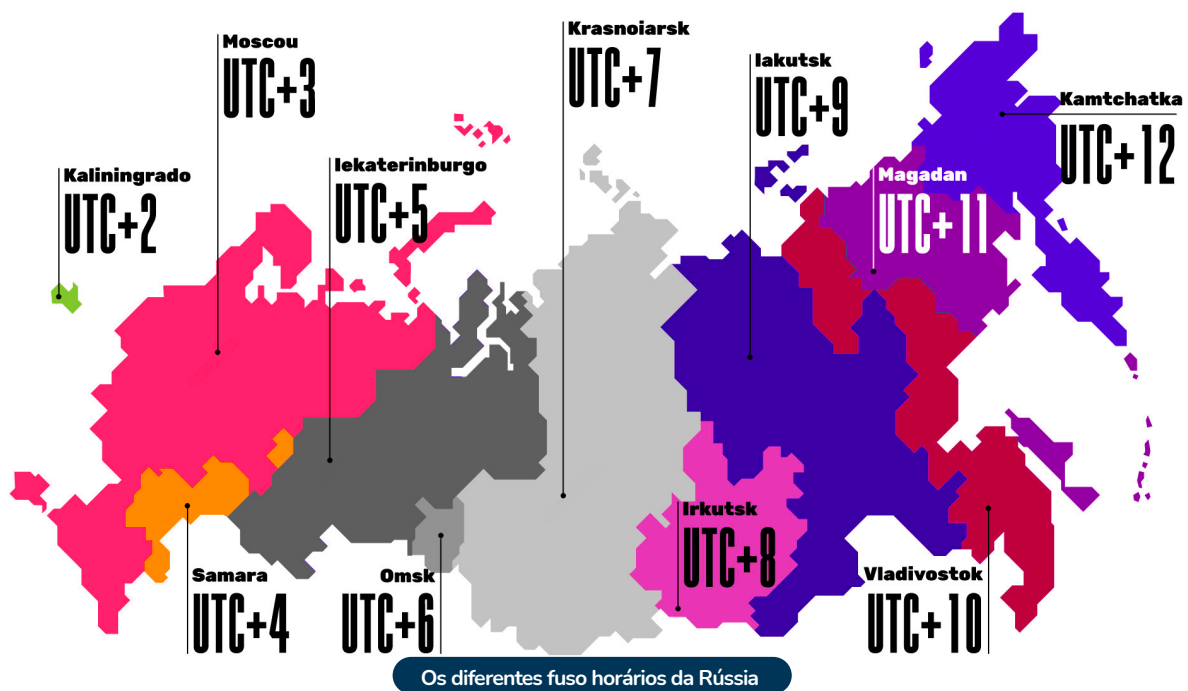 Moscou
UTC+3
Krasnoiarsk
UTC+7
Iakutsk
UTC+9
Kamtchatka
UTC+12
Kaliningrado
UTC+2
Iekaterinburgo
UTC+5
Magadan
UTC+11
Samara
UTC+4
Omsk
UTC+6
Irkutsk
UTC+8
Vladivostok
UTC+10
Os diferentes fuso horários da Rússia